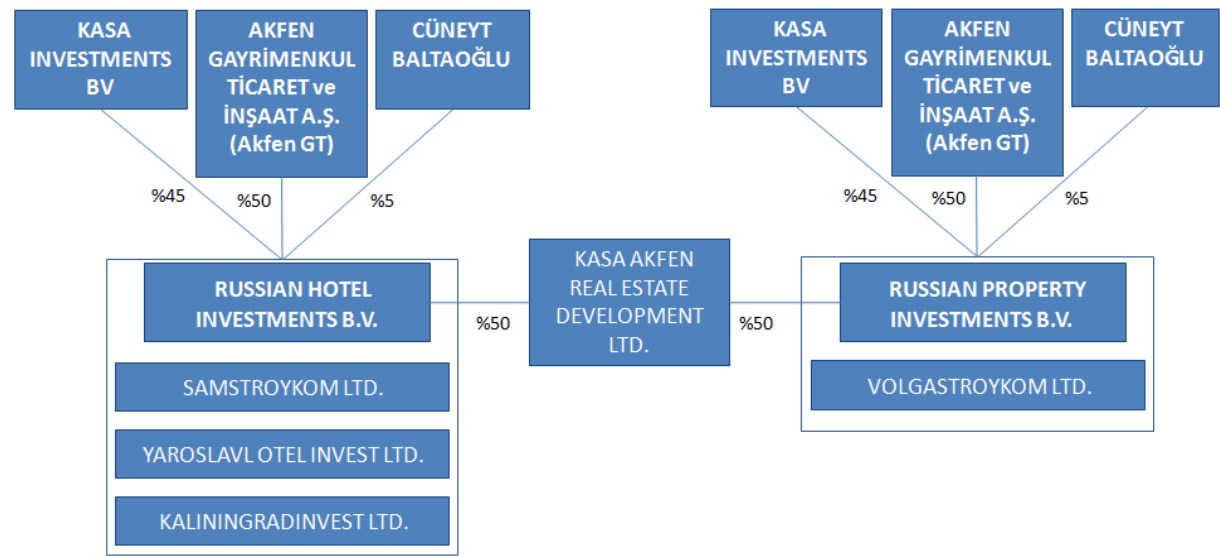 KASA
INVESTMENTS
BV
AKFEN
GAYRİMENKUL
TİCARET ve
İNŞAAT A.Ş.
(Akfen GT)
CÜNEYT
BALTAOĞLU
KASA
INVESTMENTS
BV
AKFEN
GAYRİMENKUL
TİCARET ve
İNŞAAT A.Ş.
(Akfen GT)
CÜNEYT
BALTAOĞLU
%45
%50
%5
%45
%50
%5
RUSSIAN HOTEL
INVESTMENTS B.V.
%50
KASA AKFEN
REAL ESTATE
DEVELOPMENT
LTD.
%50
RUSSIAN PROPERTY
INVESTMENTS B.V.
SAMSTROYKOM LTD.
YAROSLAVL OTEL INVEST LTD.
KALININGRADINVEST LTD.
VOLGASTROYKOM LTD.